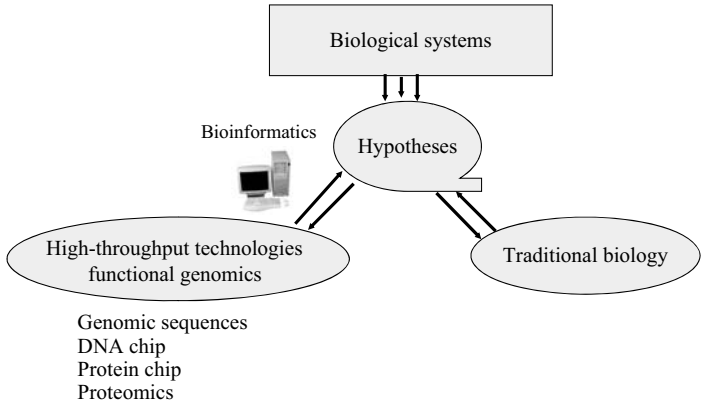 Biological systems
Bioinformatics
Hypotheses
High-throughput technologies
functional genomics
Traditional biology
Genomic sequences
DNA chip
Protein chip
Proteomics